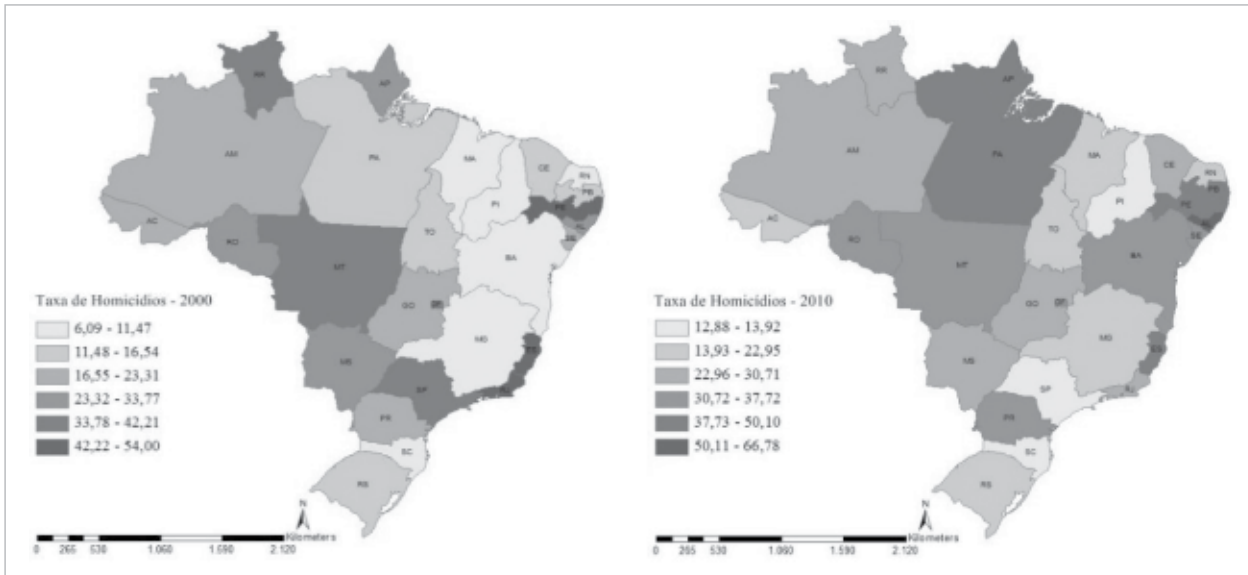 RR
AP
AM
PA
MA
CE
RN
PB
PI
PE
AL
SE
AC
RO
TO
BA
MT
GO
DF
MG
ES
MS
SP
PR
SC
RS
Taxa de Homicídios - 2000
6,09 - 11,47
11,48 - 16,54
16,55 - 23,31
23,32 - 33,77
33,78 - 42,21
42,22 - 54,00
N
Kilometers
0 265 530 1.060 1.590 2.120
RR
AP
AM
PA
MA
CE
RN
PB
PI
PE
AL
SE
AC
RO
TO
BA
MT
GO
DF
MG
ES
MS
SP
RJ
PR
SC
RS
Taxa de Homicídios - 2010
12,88 - 13,92
13,93 - 22,95
22,96 - 30,71
30,72 - 37,72
37,73 - 50,10
50,11 - 66,78
N
Kilometers
0 265 530 1.060 1.590 2.120